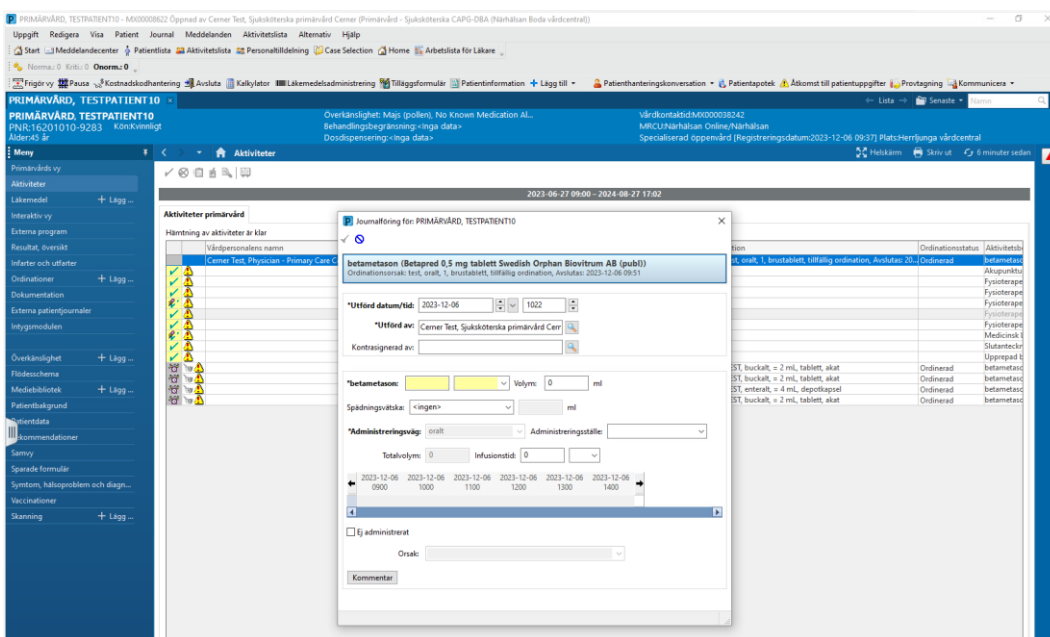 PRIMÄRVÅRD, TESTPATIENT10 - MX00008622 Öppnad av Cerner Test, Sjuksköterska primärvård Cerner (Primärvård - Sjuksköterska CAPG-DBA (Närhälsan Boda vårdcentral))
Uppgift Redigera Visa Patient Journal Meddelanden Aktivitetslista Alternativ Hjälp
Start Meddelandecenter Patientlista Aktivitetslista Personaltilldelning Case Selection Home Arbetslista för Läkare
Norma.: 0 Kriti.: 0 Onorm.: 0
Frigör vy Pausa Kostnadskodhantering Avsluta Kalkylator Läkemedelsadministrering Tilläggsformulär Patientinformation + Lägg till Patienthanteringskonversation Patientapotek Åtkomst till patientuppgifter Provtagning Kommunicera
PRIMÄRVÅRD, TESTPATIENT10 Lista Senaste Namn
PRIMÄRVÅRD, TESTPATIENT10 Överkänslighet: Majs (pollen), No Known Medication Al... Vårdkontaktid:MX000038242
PNR:16201010-9283 Kön:Kvinnligt Behandlingsbegränsning:<Inga data> MRCU:Närhälsan Online/Närhälsan
Ålder:45 år Dosdispensering:<Inga data> Specialiserad öppenvård [Registreringsdatum:2023-12-06 09:37] Plats:Herrljunga vårdcentral
Meny Aktiviteter Helskärm Skriv ut 6 minuter sedan
Primärvårds vy
Aktiviteter
Läkemedel + Lägg ...
Interaktiv vy
Externa program
Resultat, översikt
Infarter och utfarter
Ordinationer + Lägg ...
Dokumentation
Externa patientjournaler
Intygsmodulen
Överkänslighet + Lägg ...
Flödesschema
Mediebibliotek + Lägg ...
Patientbakgrund
Patientdata
kommendationer
Samvy
Sparade formulär
Symtom, hälsoproblem och diagn...
Vaccinationer
Skanning + Lägg ...
2023-06-27 09:00 – 2024-08-27 17:02
Aktiviteter primärvård
Hämtning av aktiviteter är klar
Vårdpersonalens namn tion Ordinationsstatus Aktivitetsb
Cerner Test, Physician - Primary Care C st, oralt, 1, brustablett, tillfällig ordination, Avslutas: 20... Ordinerad betametaso
Akupunktu
Fysioterape
Fysioterape
Fysioterape
Fysioterape
Fysioterape
Medicinsk
Slutanteckn
Upprepad b
EST, buckalt, = 2 mL, tablett, akat Ordinerad betametaso
EST, buckalt, = 2 mL, tablett, akat Ordinerad betametaso
EST, enteralt, = 4 mL, depotkapsel Ordinerad betametaso
EST, buckalt, = 2 mL, tablett, akat Ordinerad betametaso
Journalföring för: PRIMÄRVÅRD, TESTPATIENT10
betametason (Betapred 0,5 mg tablett Swedish Orphan Biovitrum AB (publ))
Ordinationsorsak: test, oralt, 1, brustablett, tillfällig ordination, Avslutas: 2023-12-06 09:51
*Utförd datum/tid: 2023-12-06 1022
*Utförd av: Cerner Test, Sjuksköterska primärvård Cerr
Kontrasignerad av:
*betametason: Volym: 0 ml
Spädningsvätska: <ingen> ml
*Administreringsväg: oralt Administreringsställe:
Totalvolym: 0 Infusionstid: 0
2023-12-06 2023-12-06 2023-12-06 2023-12-06 2023-12-06 2023-12-06
0900 1000 1100 1200 1300 1400
Ej administrerat
Orsak:
Kommentar